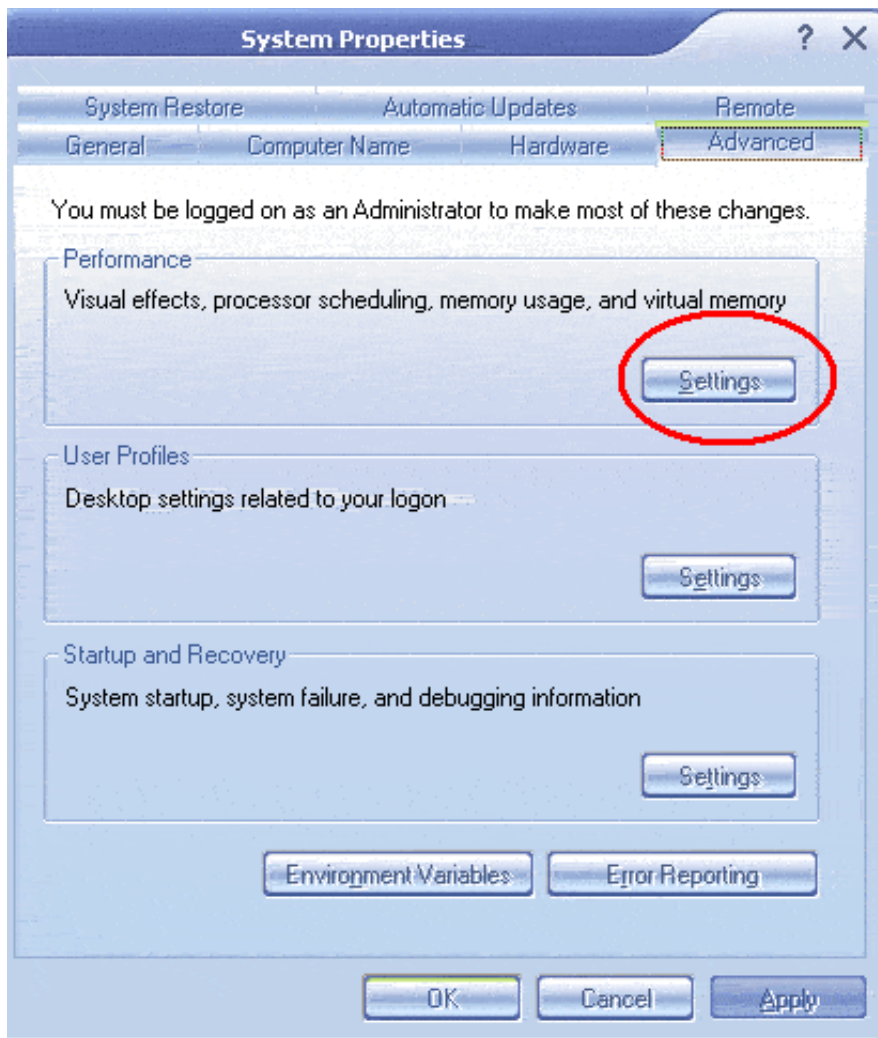 System Properties ? X
System Restore Automatic Updates Remote
General Computer Name Hardware Advanced
You must be logged on as an Administrator to make most of these changes.
Performance
Visual effects, processor scheduling, memory usage, and virtual memory
Settings
User Profiles
Desktop settings related to your logon
Settings
Startup and Recovery
System startup, system failure, and debugging information
Settings
Environment Variables Error Reporting
OK Cancel Apply